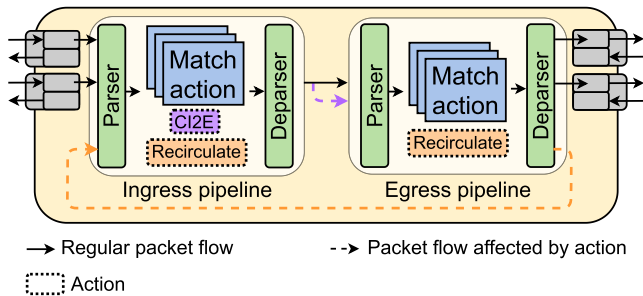 Parser
Match
action
CI2E
Recirculate
Deparser
Ingress pipeline
Parser
Match
action
Recirculate
Deparser
Egress pipeline
Regular packet flow
Packet flow affected by action
Action